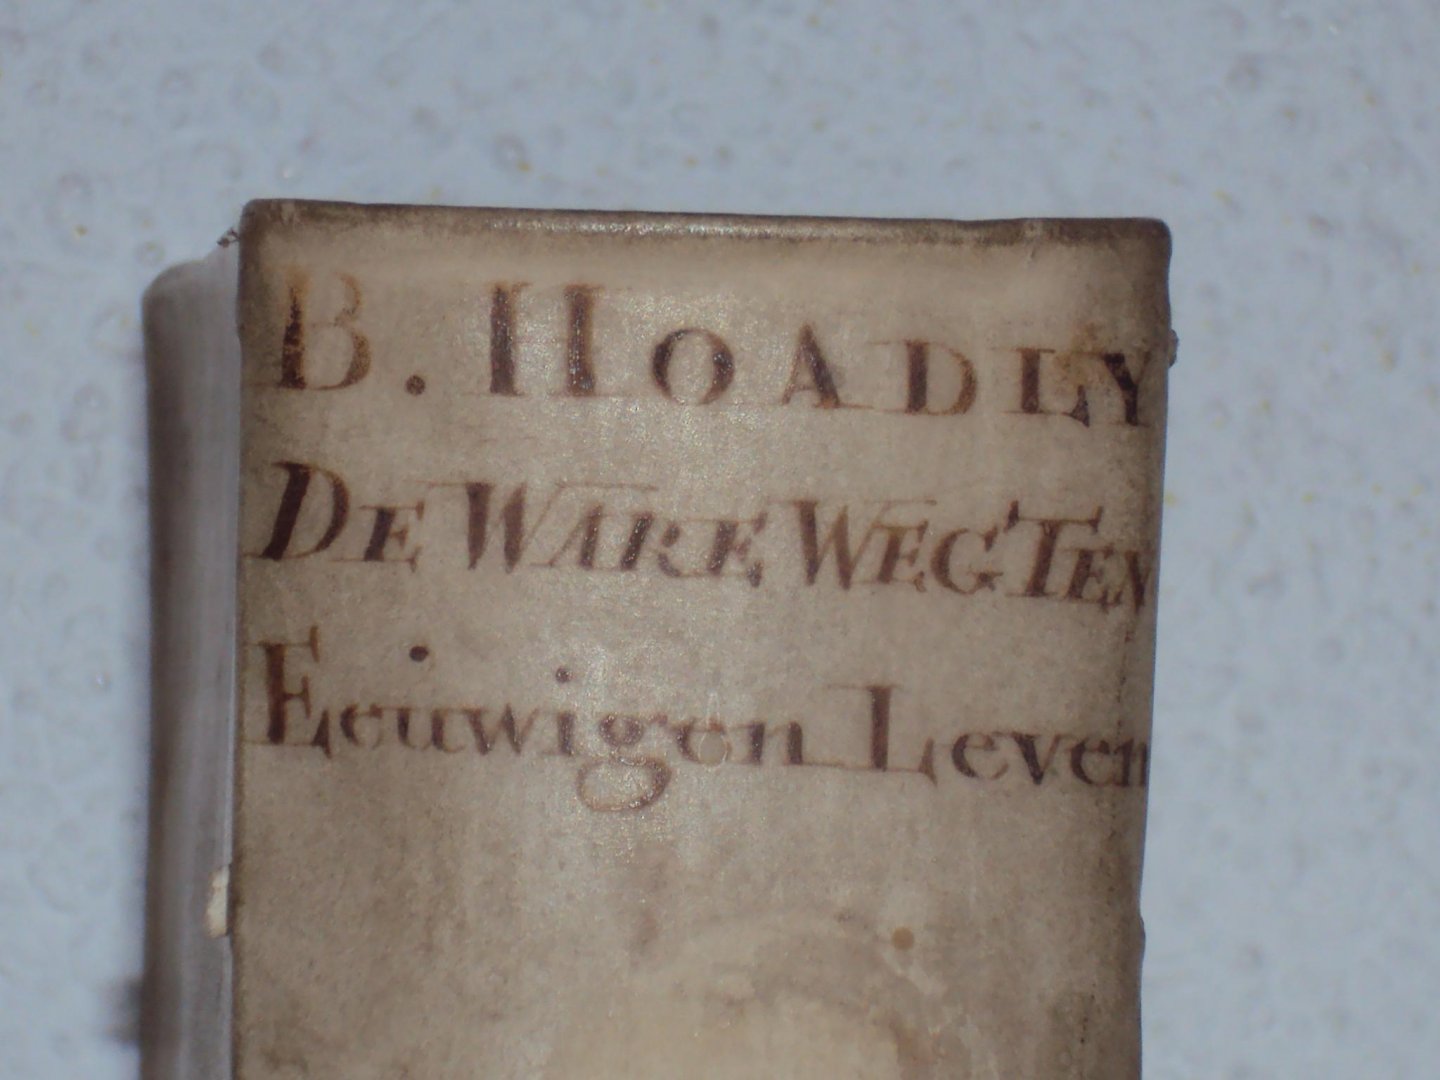 B. HOADLY
DE WARE WEG TEN
Eeuwigen Leven